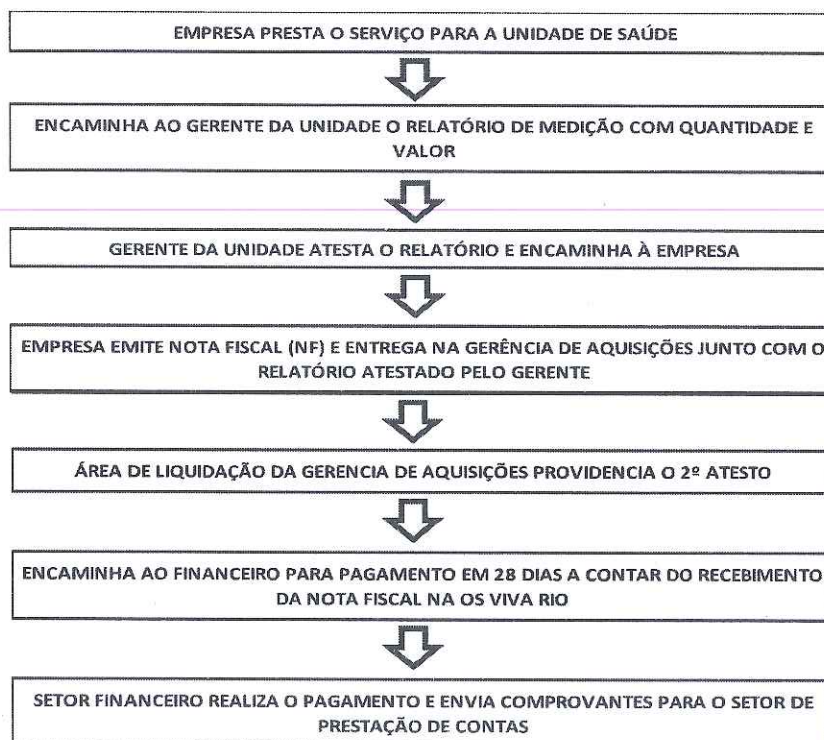 EMPRESA PRESTA O SERVIÇO PARA A UNIDADE DE SAÚDE
ENCAMINHA AO GERENTE DA UNIDADE O RELATÓRIO DE MEDIÇÃO COM QUANTIDADE E
VALOR
GERENTE DA UNIDADE ATESTA O RELATÓRIO E ENCAMINHA À EMPRESA
EMPRESA EMITE NOTA FISCAL (NF) E ENTREGA NA GERÊNCIA DE AQUISIÇÕES JUNTO COM O
RELATÓRIO ATESTADO PELO GERENTE
ÁREA DE LIQUIDAÇÃO DA GERENCIA DE AQUISIÇÕES PROVIDENCIA O 2º ATESTO
ENCAMINHA AO FINANCEIRO PARA PAGAMENTO EM 28 DIAS A CONTAR DO RECEBIMENTO
DA NOTA FISCAL NA OS VIVA RIO
SETOR FINANCEIRO REALIZA O PAGAMENTO E ENVIA COMPROVANTES PARA O SETOR DE
PRESTAÇÃO DE CONTAS